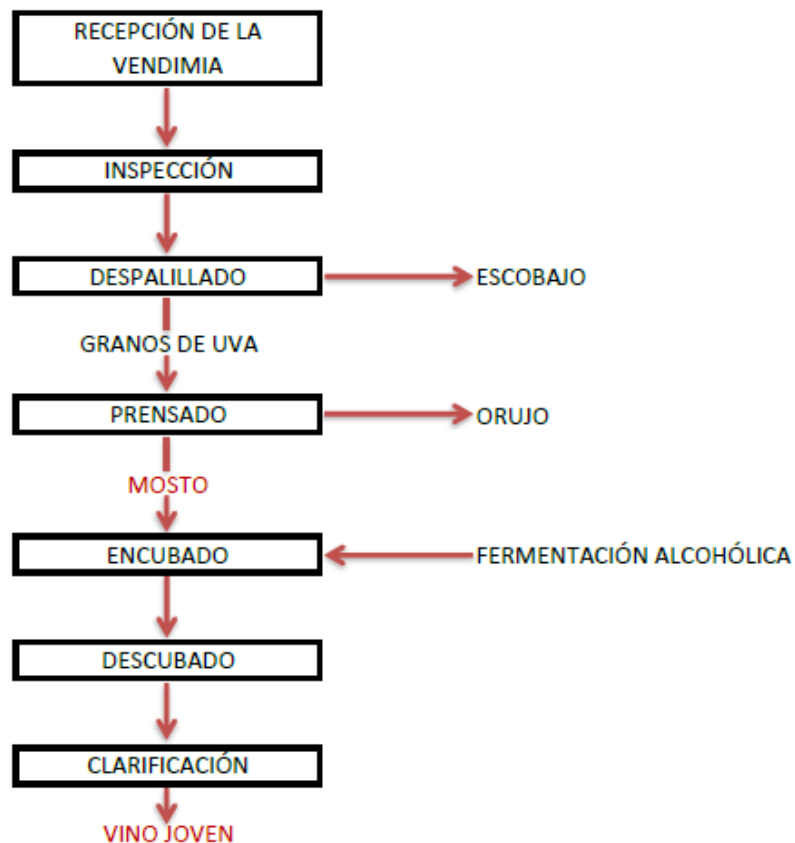 RECEPCIÓN DE LA
VENDIMIA
INSPECCIÓN
DESPALILLADO
ESCOBAJO
GRANOS DE UVA
PRENSADO
ORUJO
MOSTO
ENCUBADO
FERMENTACIÓN ALCOHÓLICA
DESCUBADO
CLARIFICACIÓN
VINO JOVEN